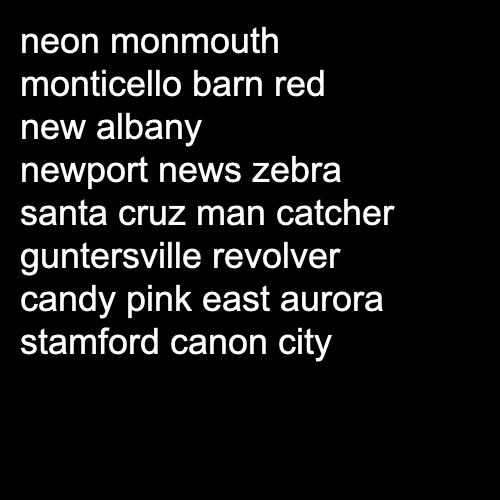 neon monmouth
monticello barn red
new albany
newport news zebra
santa cruz man catcher
guntersville revolver
candy pink east aurora
stamford canon city